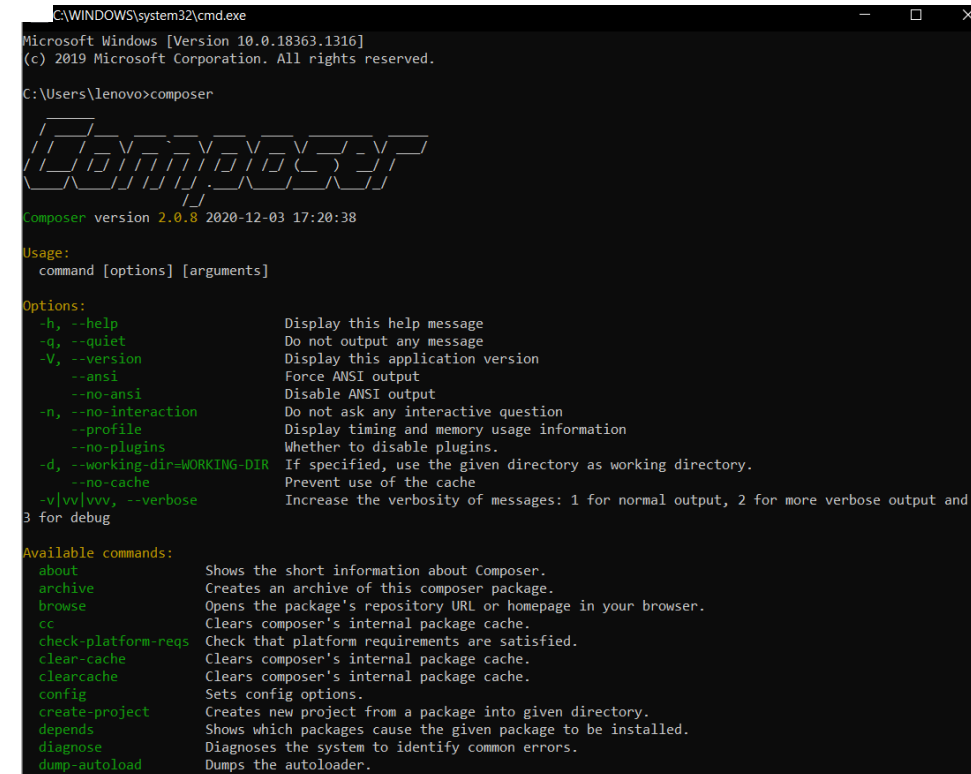 C:\WINDOWS\system32\cmd.exe
Microsoft Windows [Version 10.0.18363.1316]
(c) 2019 Microsoft Corporation. All rights reserved.
C:\Users\lenovo>composer
Composer
Composer version 2.0.8 2020-12-03 17:20:38
Usage:
  command [options] [arguments]
Options:
  -h, --help                     Display this help message
  -q, --quiet                    Do not output any message
  -V, --version                  Display this application version
      --ansi                     Force ANSI output
      --no-ansi                  Disable ANSI output
  -n, --no-interaction           Do not ask any interactive question
      --profile                  Display timing and memory usage information
      --no-plugins               Whether to disable plugins.
  -d, --working-dir=WORKING-DIR  If specified, use the given directory as working directory.
      --no-cache                 Prevent use of the cache
  -v|vv|vvv, --verbose           Increase the verbosity of messages: 1 for normal output, 2 for more verbose output and
3 for debug
Available commands:
  about                Shows the short information about Composer.
  archive              Creates an archive of this composer package.
  browse               Opens the package's repository URL or homepage in your browser.
  cc                   Clears composer's internal package cache.
  check-platform-reqs  Check that platform requirements are satisfied.
  clear-cache          Clears composer's internal package cache.
  clearcache           Clears composer's internal package cache.
  config               Sets config options.
  create-project       Creates new project from a package into given directory.
  depends              Shows which packages cause the given package to be installed.
  diagnose             Diagnoses the system to identify common errors.
  dump-autoload        Dumps the autoloader.